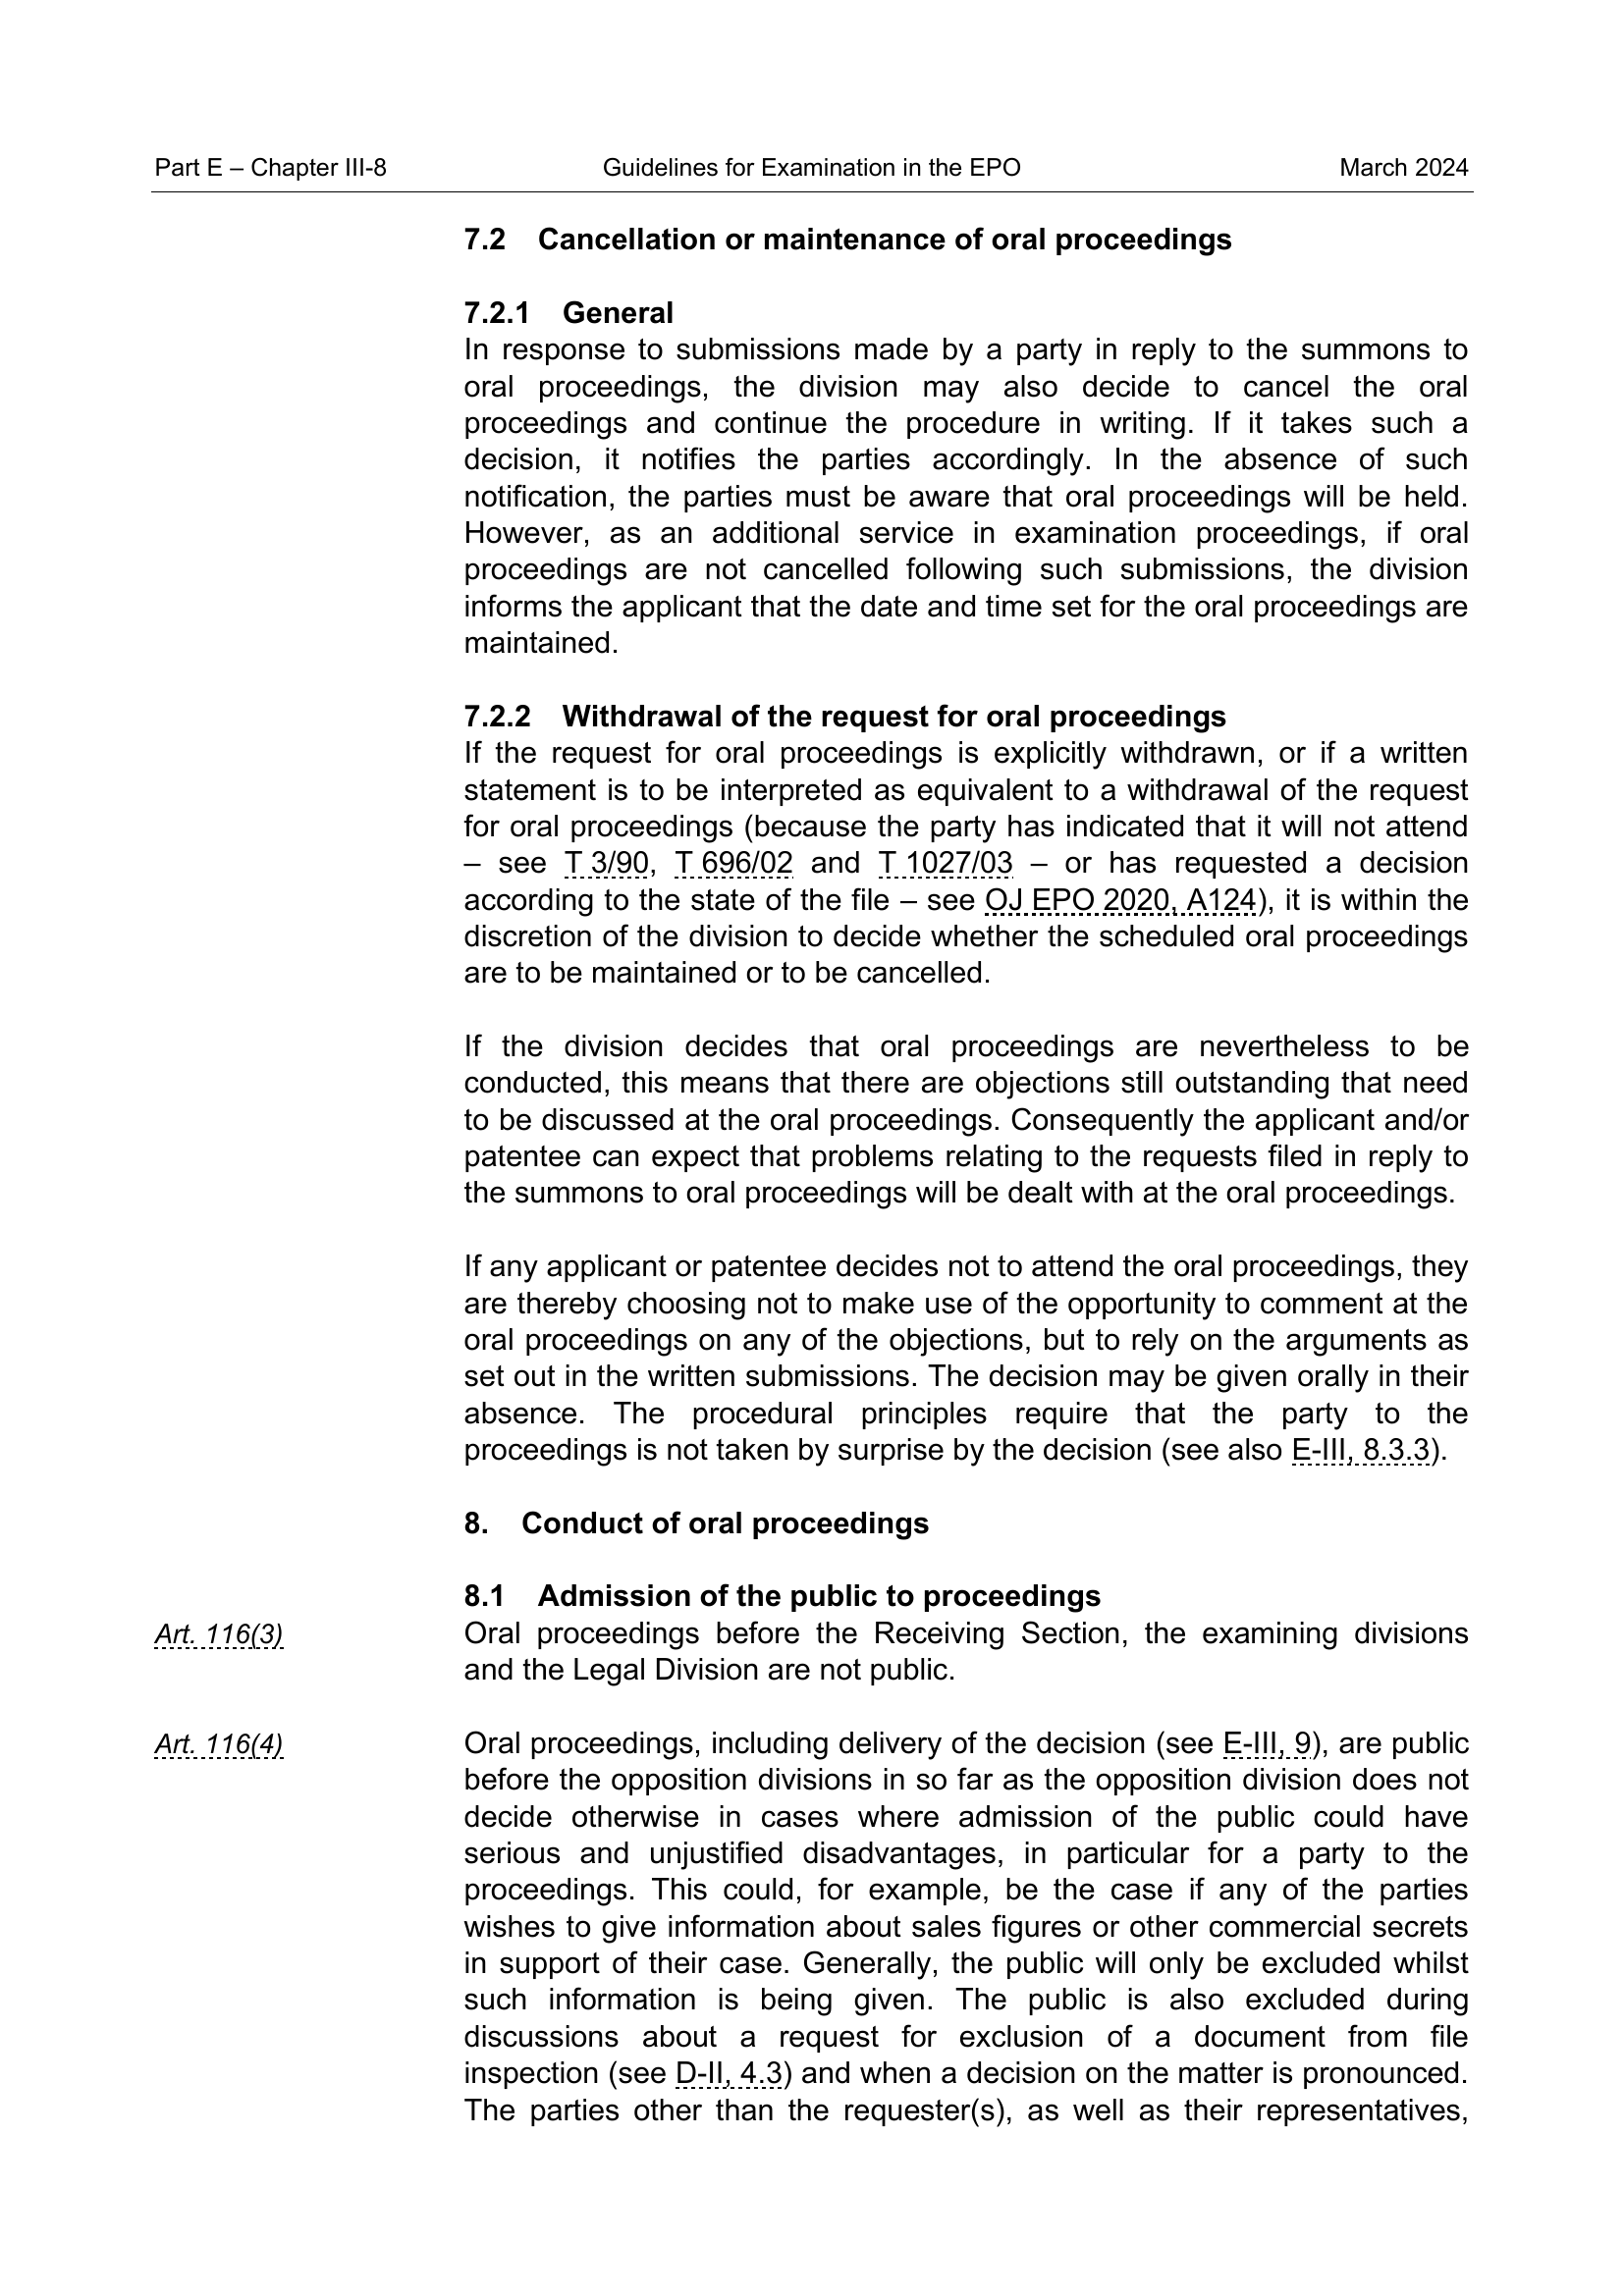 Part E – Chapter III-8 Guidelines for Examination in the EPO March 2024
7.2 Cancellation or maintenance of oral proceedings
7.2.1 General
In response to submissions made by a party in reply to the summons to
oral proceedings, the division may also decide to cancel the oral
proceedings and continue the procedure in writing. If it takes such a
decision, it notifies the parties accordingly. In the absence of such
notification, the parties must be aware that oral proceedings will be held.
However, as an additional service in examination proceedings, if oral
proceedings are not cancelled following such submissions, the division
informs the applicant that the date and time set for the oral proceedings are
maintained.
7.2.2 Withdrawal of the request for oral proceedings
If the request for oral proceedings is explicitly withdrawn, or if a written
statement is to be interpreted as equivalent to a withdrawal of the request
for oral proceedings (because the party has indicated that it will not attend
– see T 3/90, T 696/02 and T 1027/03 – or has requested a decision
according to the state of the file – see OJ EPO 2020, A124), it is within the
discretion of the division to decide whether the scheduled oral proceedings
are to be maintained or to be cancelled.
If the division decides that oral proceedings are nevertheless to be
conducted, this means that there are objections still outstanding that need
to be discussed at the oral proceedings. Consequently the applicant and/or
patentee can expect that problems relating to the requests filed in reply to
the summons to oral proceedings will be dealt with at the oral proceedings.
If any applicant or patentee decides not to attend the oral proceedings, they
are thereby choosing not to make use of the opportunity to comment at the
oral proceedings on any of the objections, but to rely on the arguments as
set out in the written submissions. The decision may be given orally in their
absence. The procedural principles require that the party to the
proceedings is not taken by surprise by the decision (see also E-III, 8.3.3).
8. Conduct of oral proceedings
8.1 Admission of the public to proceedings
Art. 116(3) Oral proceedings before the Receiving Section, the examining divisions
and the Legal Division are not public.
Art. 116(4) Oral proceedings, including delivery of the decision (see E-III, 9), are public
before the opposition divisions in so far as the opposition division does not
decide otherwise in cases where admission of the public could have
serious and unjustified disadvantages, in particular for a party to the
proceedings. This could, for example, be the case if any of the parties
wishes to give information about sales figures or other commercial secrets
in support of their case. Generally, the public will only be excluded whilst
such information is being given. The public is also excluded during
discussions about a request for exclusion of a document from file
inspection (see D-II, 4.3) and when a decision on the matter is pronounced.
The parties other than the requester(s), as well as their representatives,